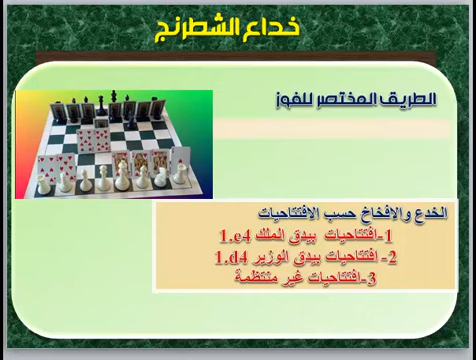 خداع الشطرنج
الطريق المختصر للفوز
الخدع والافخاخ حسب الافتتاحيات
1-افتتاحيات بيدق الملك 1.e4
2- افتتاحيات بيدق الوزير 1.d4
3-افتتاحيات غير منتظمة